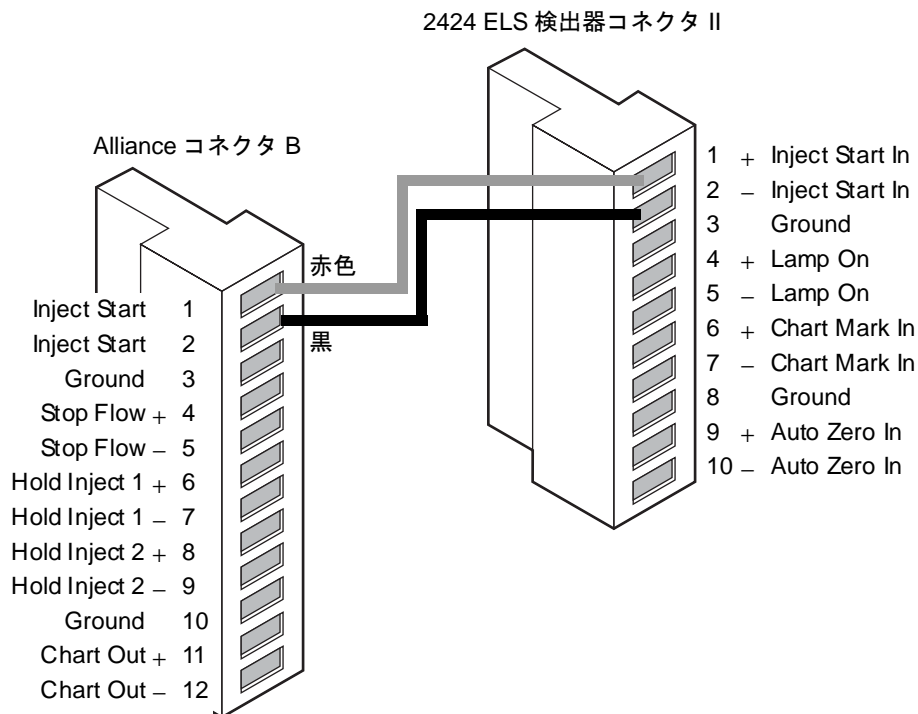 2424 ELS 検出器コネクタ II
1 + Inject Start In
2 – Inject Start In
3 Ground
4 + Lamp On
5 – Lamp On
6 + Chart Mark In
7 – Chart Mark In
8 Ground
9 + Auto Zero In
10 – Auto Zero In
Alliance コネクタ B
赤色
黒
Inject Start 1
Inject Start 2
Ground 3
Stop Flow + 4
Stop Flow – 5
Hold Inject 1 + 6
Hold Inject 1 – 7
Hold Inject 2 + 8
Hold Inject 2 – 9
Ground 10
Chart Out + 11
Chart Out – 12